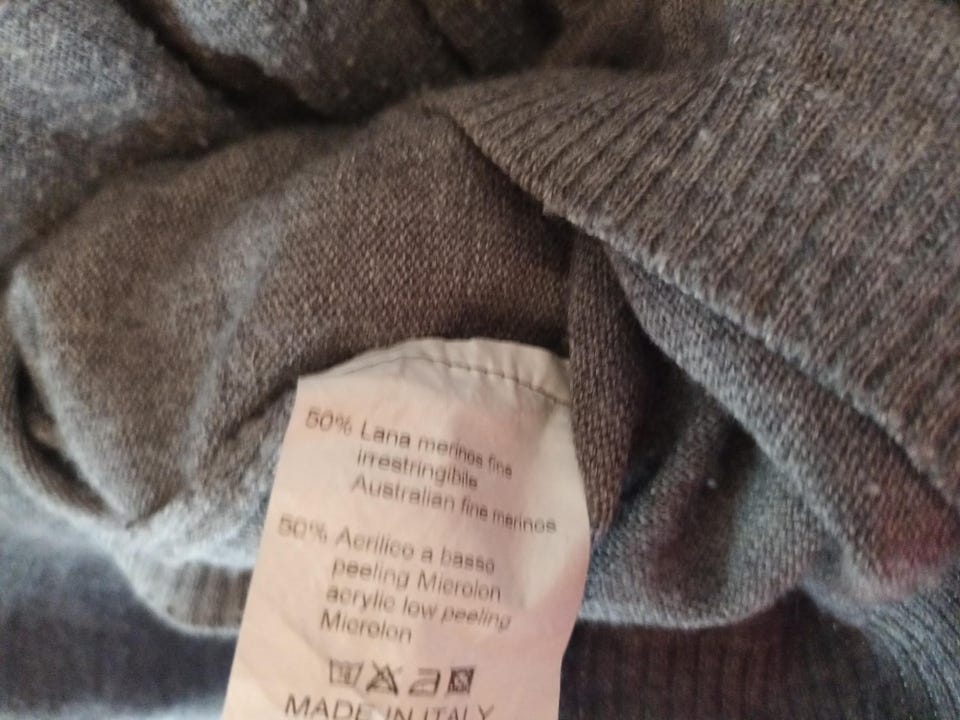 50% Lana merinos fine
irrestringibile
Australian fine merinos
50% Acrilico a basso
peeling Microlon
acrylic low peeling
Microlon
MADE IN ITALY